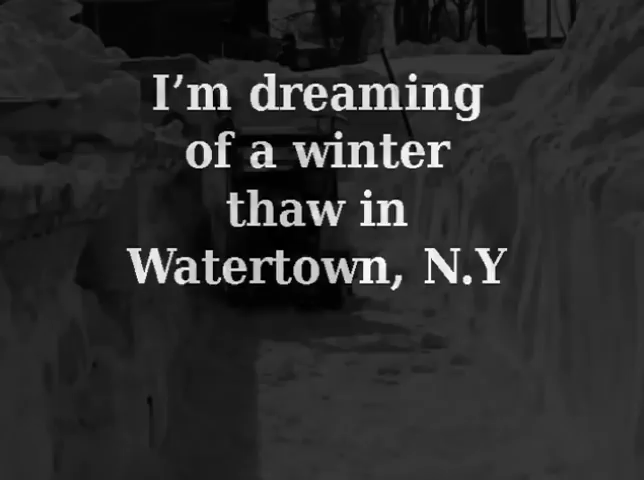 I’m dreaming
of a winter
thaw in
Watertown, N.Y